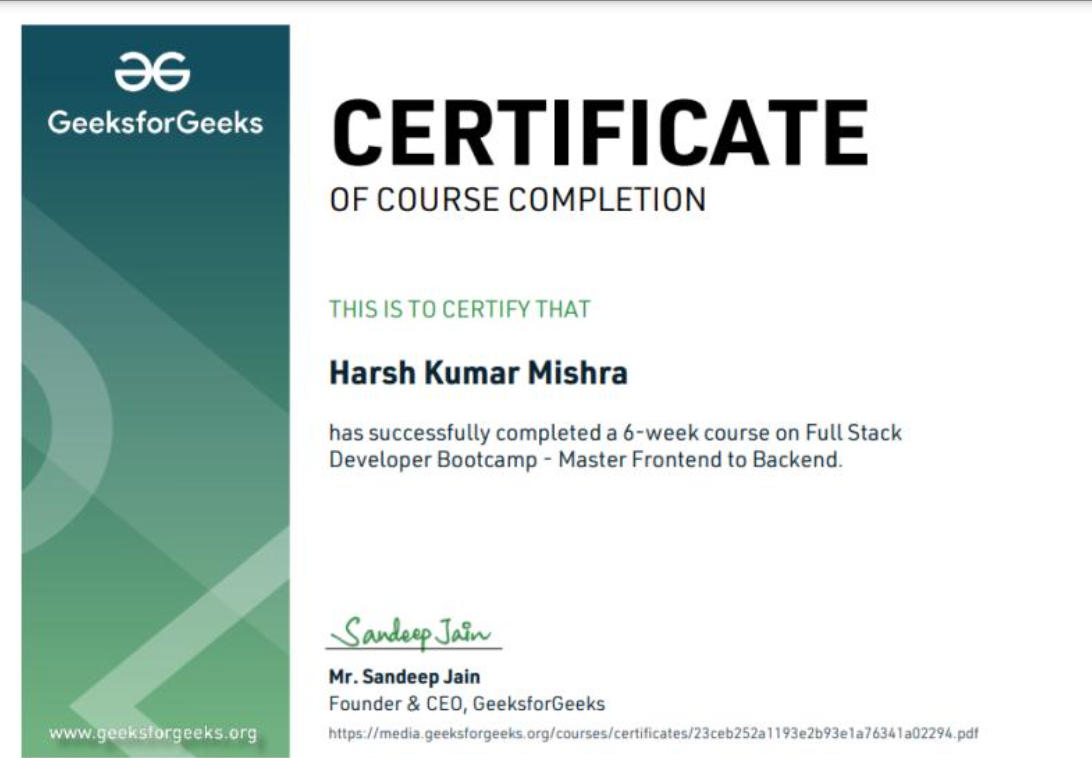 GeeksforGeeks
CERTIFICATE
OF COURSE COMPLETION
THIS IS TO CERTIFY THAT
Harsh Kumar Mishra
has successfully completed a 6-week course on Full Stack
Developer Bootcamp - Master Frontend to Backend.
Sandeep Jain
Mr. Sandeep Jain
Founder & CEO, GeeksforGeeks
https://media.geeksforgeeks.org/courses/certificates/23ceb252a1193e2b93e1a76341a02294.pdf
www.geeksforgeeks.org